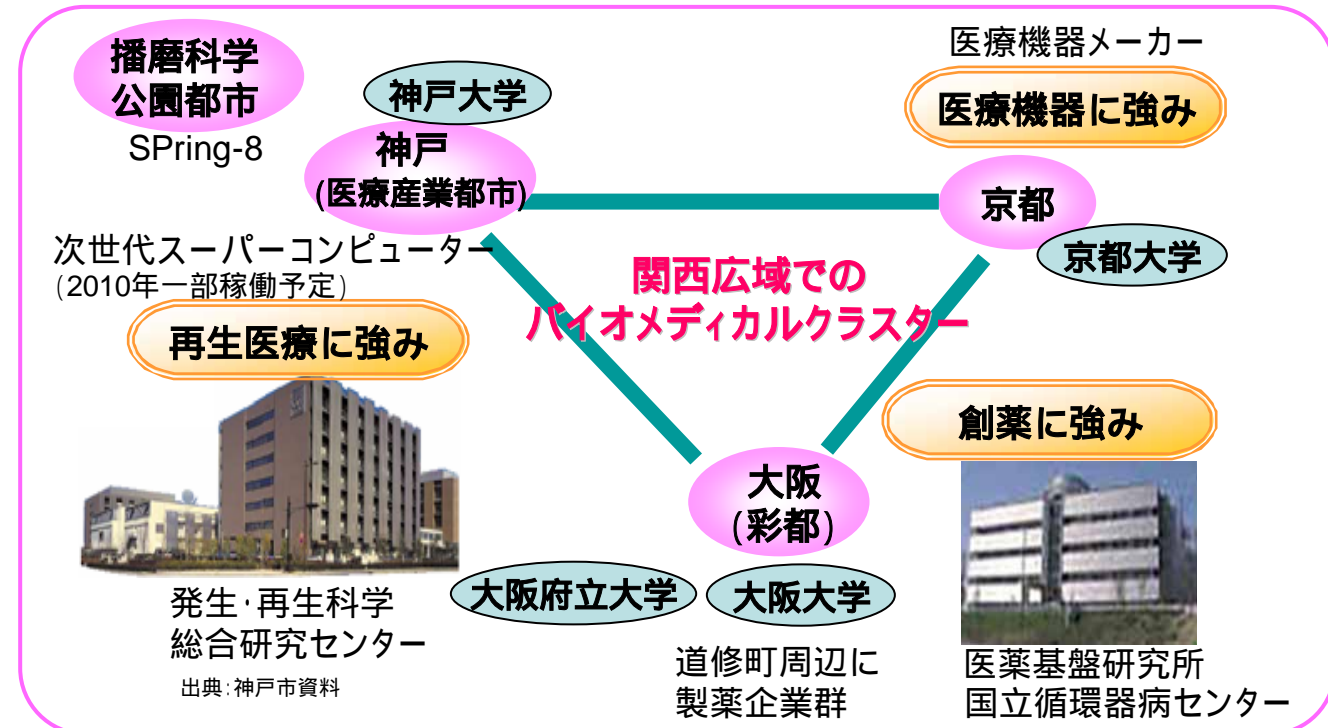 播磨科学
公園都市
SPring-8
神戸大学
神戸
(医療産業都市)
医療機器メーカー
医療機器に強み
京都
京都大学
次世代スーパーコンピューター
(2010年一部稼働予定)
再生医療に強み
関西広域での
バイオメディカルクラスター
創薬に強み
大阪
(彩都)
大阪府立大学
大阪大学
発生・再生科学
総合研究センター
出典:神戸市資料
道修町周辺に
製薬企業群
医薬基盤研究所
国立循環器病センター